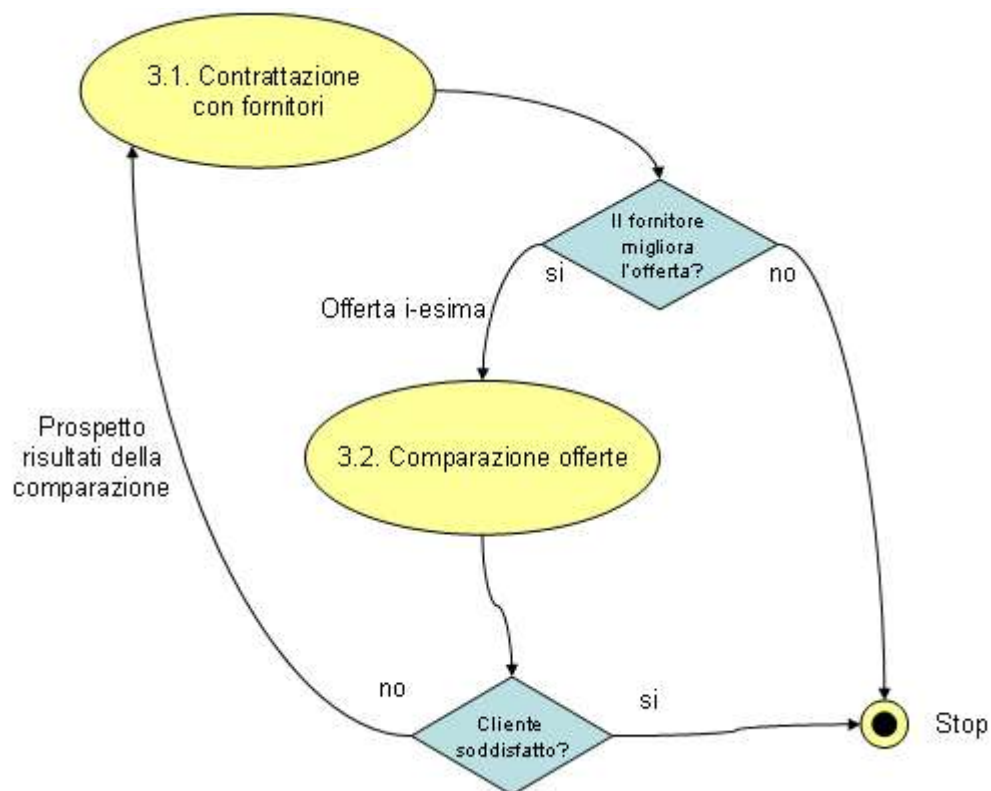 3.1. Contrattazione
con fornitori
Il fornitore
migliora
l'offerta?
si
no
Offerta i-esima
Prospetto
risultati della
comparazione
3.2. Comparazione offerte
no
si
Cliente
soddisfatto?
Stop